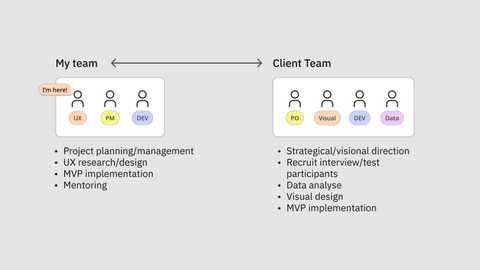 My team
Client Team
I'm here!
UX
PM
DEV
PO
Visual
DEV
Data
• Project planning/management
• UX research/design
• MVP implementation
• Mentoring
• Strategical/visional direction
• Recruit interview/test
participants
• Data analyse
• Visual design
• MVP implementation